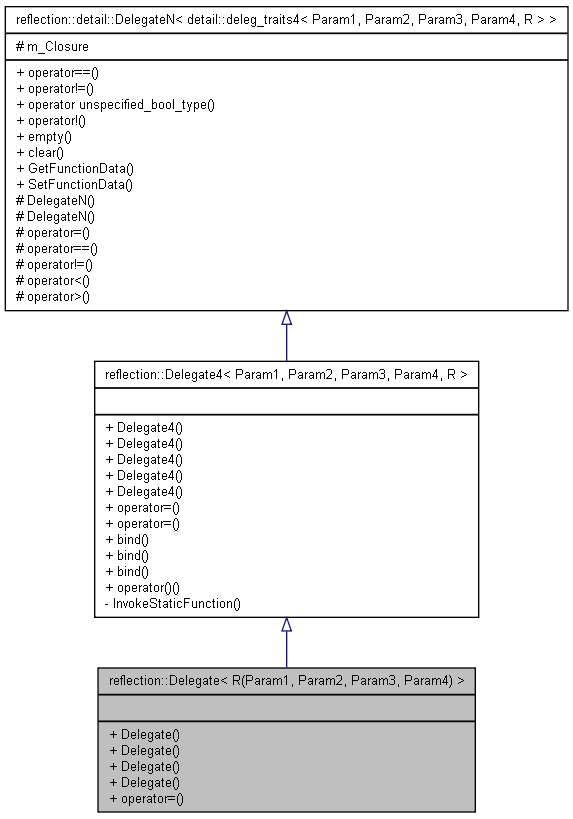 reflection::detail::DelegateN< detail::deleg_traits4< Param1, Param2, Param3, Param4, R > >
# m_Closure
+ operator==()
+ operator!=()
+ operator unspecified_bool_type()
+ operator!()
+ empty()
+ clear()
+ GetFunctionData()
+ SetFunctionData()
# DelegateN()
# DelegateN()
# operator=()
# operator==()
# operator!=()
# operator<()
# operator>()
reflection::Delegate4< Param1, Param2, Param3, Param4, R >
+ Delegate4()
+ Delegate4()
+ Delegate4()
+ Delegate4()
+ Delegate4()
+ operator=()
+ operator=()
+ bind()
+ bind()
+ bind()
+ operator()()
- InvokeStaticFunction()
reflection::Delegate< R(Param1, Param2, Param3, Param4) >
+ Delegate()
+ Delegate()
+ Delegate()
+ Delegate()
+ operator=()